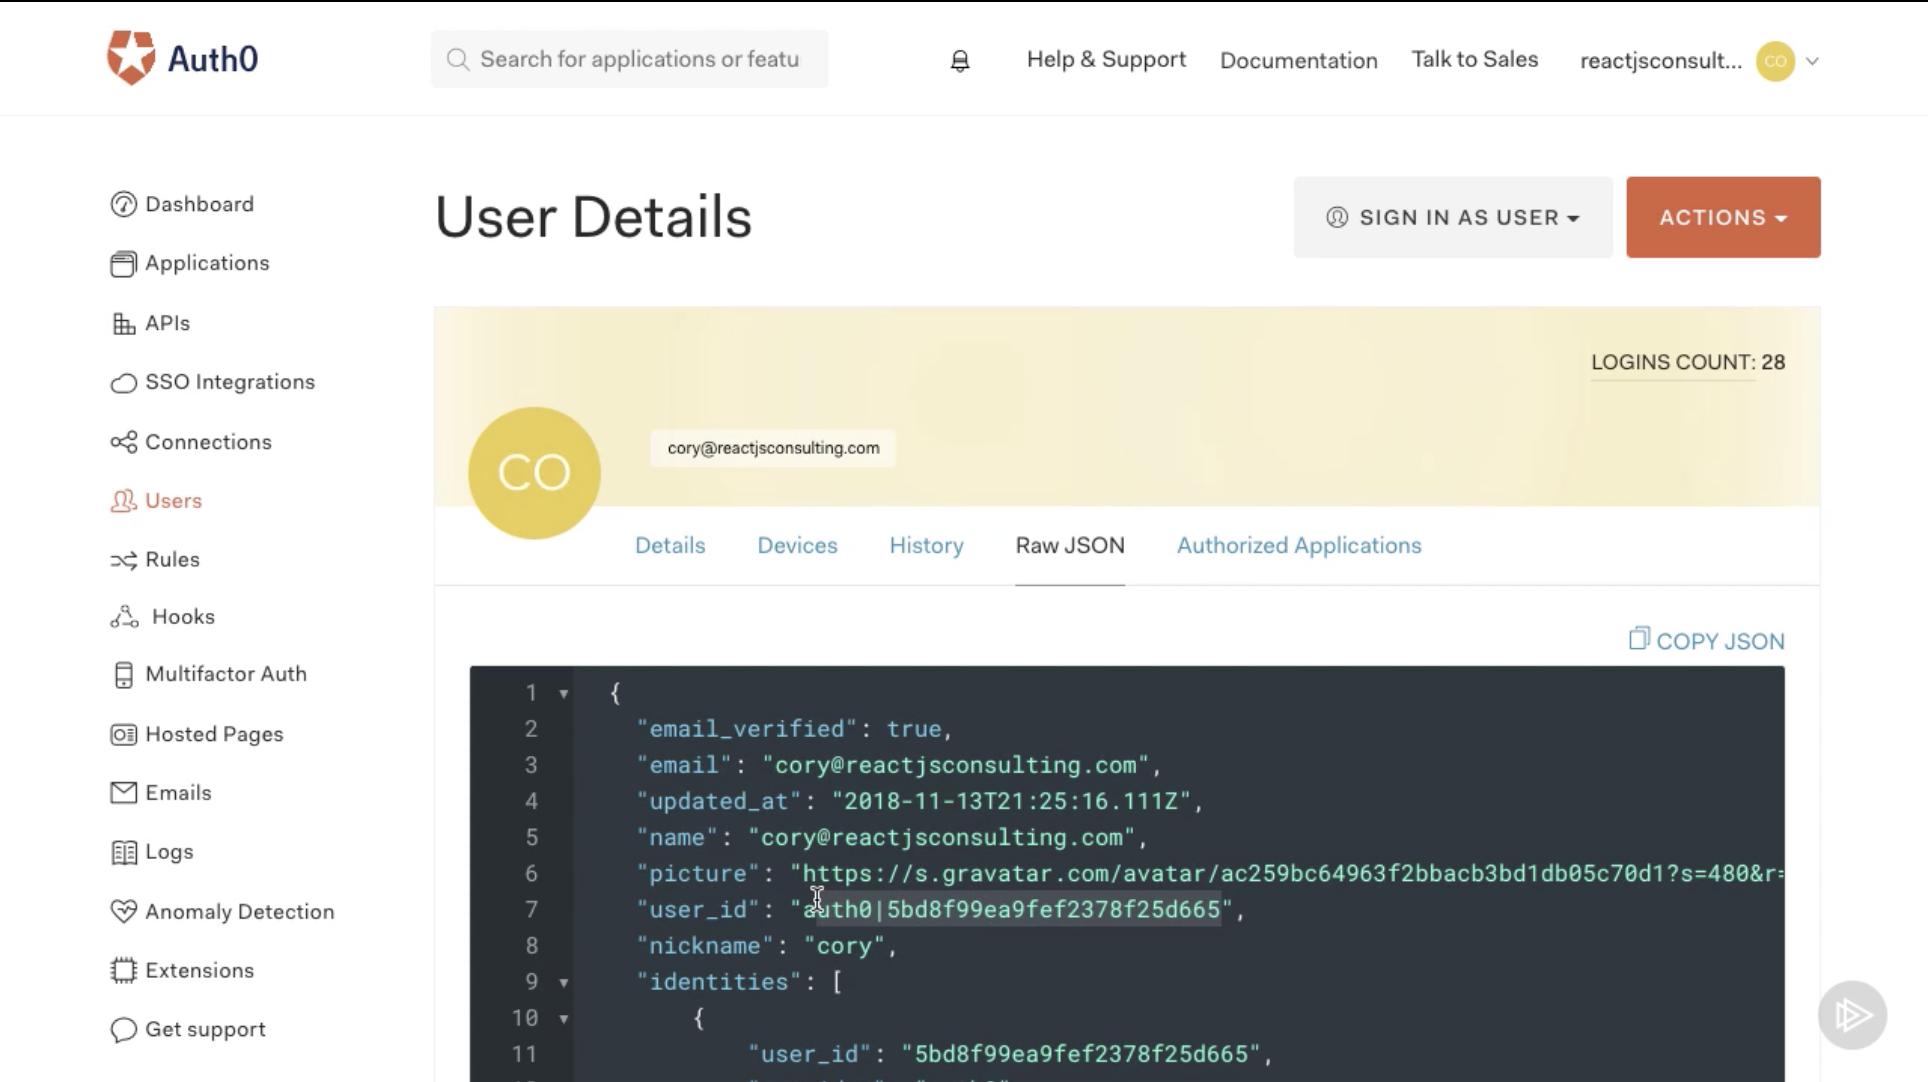 Auth0
Search for applications or featu
Help & Support
Documentation
Talk to Sales
reactjsconsult...
CO
Dashboard
Applications
APIs
SSO Integrations
Connections
Users
Rules
Hooks
Multifactor Auth
Hosted Pages
Emails
Logs
Anomaly Detection
Extensions
Get support
User Details
SIGN IN AS USER
ACTIONS
LOGINS COUNT: 28
CO
cory@reactjsconsulting.com
Details
Devices
History
Raw JSON
Authorized Applications
COPY JSON
1 {
2 "email_verified": true,
3 "email": "cory@reactjsconsulting.com",
4 "updated_at": "2018-11-13T21:25:16.111Z",
5 "name": "cory@reactjsconsulting.com",
6 "picture": "https://s.gravatar.com/avatar/ac259bc64963f2bbacb3bd1db05c70d1?s=480&r=
7 "user_id": "auth0|5bd8f99ea9fef2378f25d665",
8 "nickname": "cory",
9 "identities": [
10 {
11 "user_id": "5bd8f99ea9fef2378f25d665",